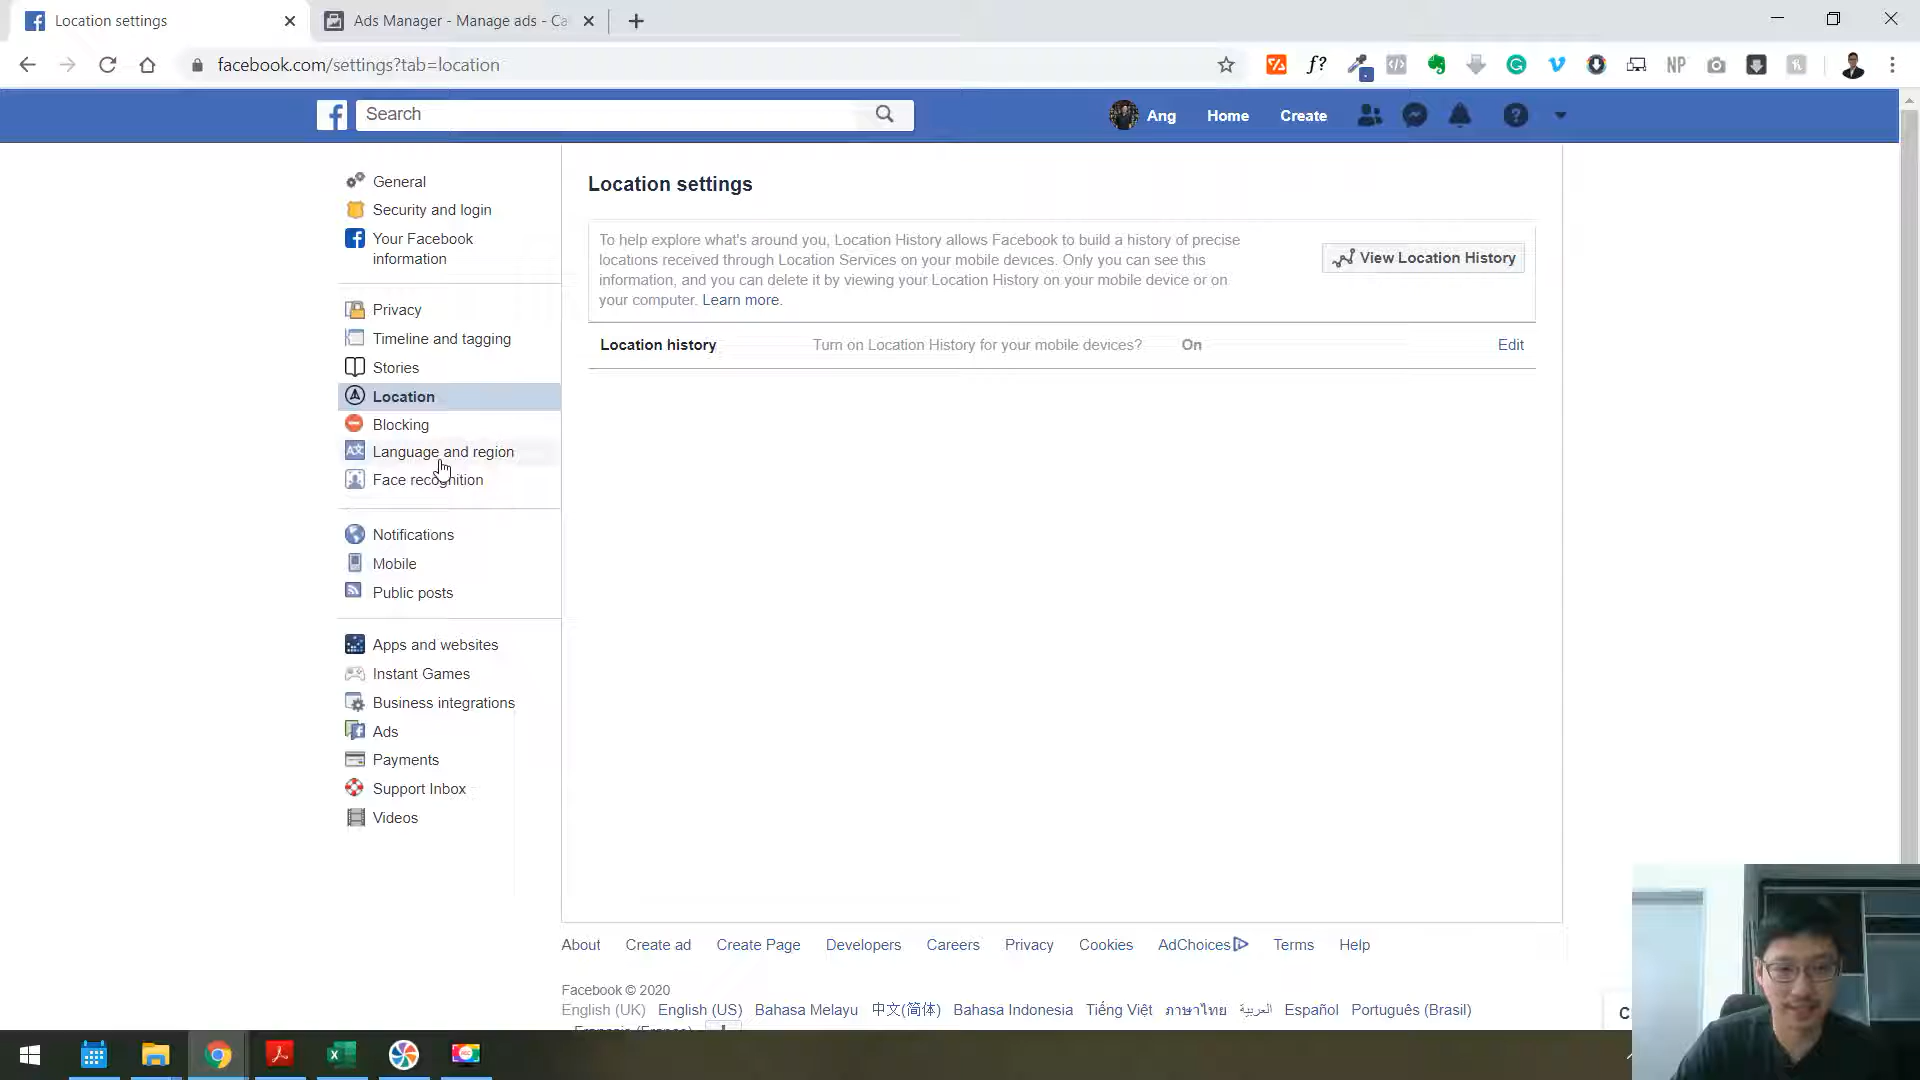 Location settings
Ads Manager - Manage ads - Ca
facebook.com/settings?tab=location
Search
Ang
Home
Create
General
Security and login
Your Facebook
information
Privacy
Timeline and tagging
Stories
Location
Blocking
Language and region
Face recognition
Notifications
Mobile
Public posts
Apps and websites
Instant Games
Business integrations
Ads
Payments
Support Inbox
Videos
Location settings
To help explore what's around you, Location History allows Facebook to build a history of precise
locations received through Location Services on your mobile devices. Only you can see this
information, and you can delete it by viewing your Location History on your mobile device or on
your computer. Learn more.
View Location History
Location history Turn on Location History for your mobile devices? On Edit
About Create ad Create Page Developers Careers Privacy Cookies AdChoices Terms Help
Facebook © 2020
English (UK) English (US) Bahasa Melayu 中文(简体) Bahasa Indonesia Tiếng Việt ภาษาไทย العربية Español Português (Brasil)